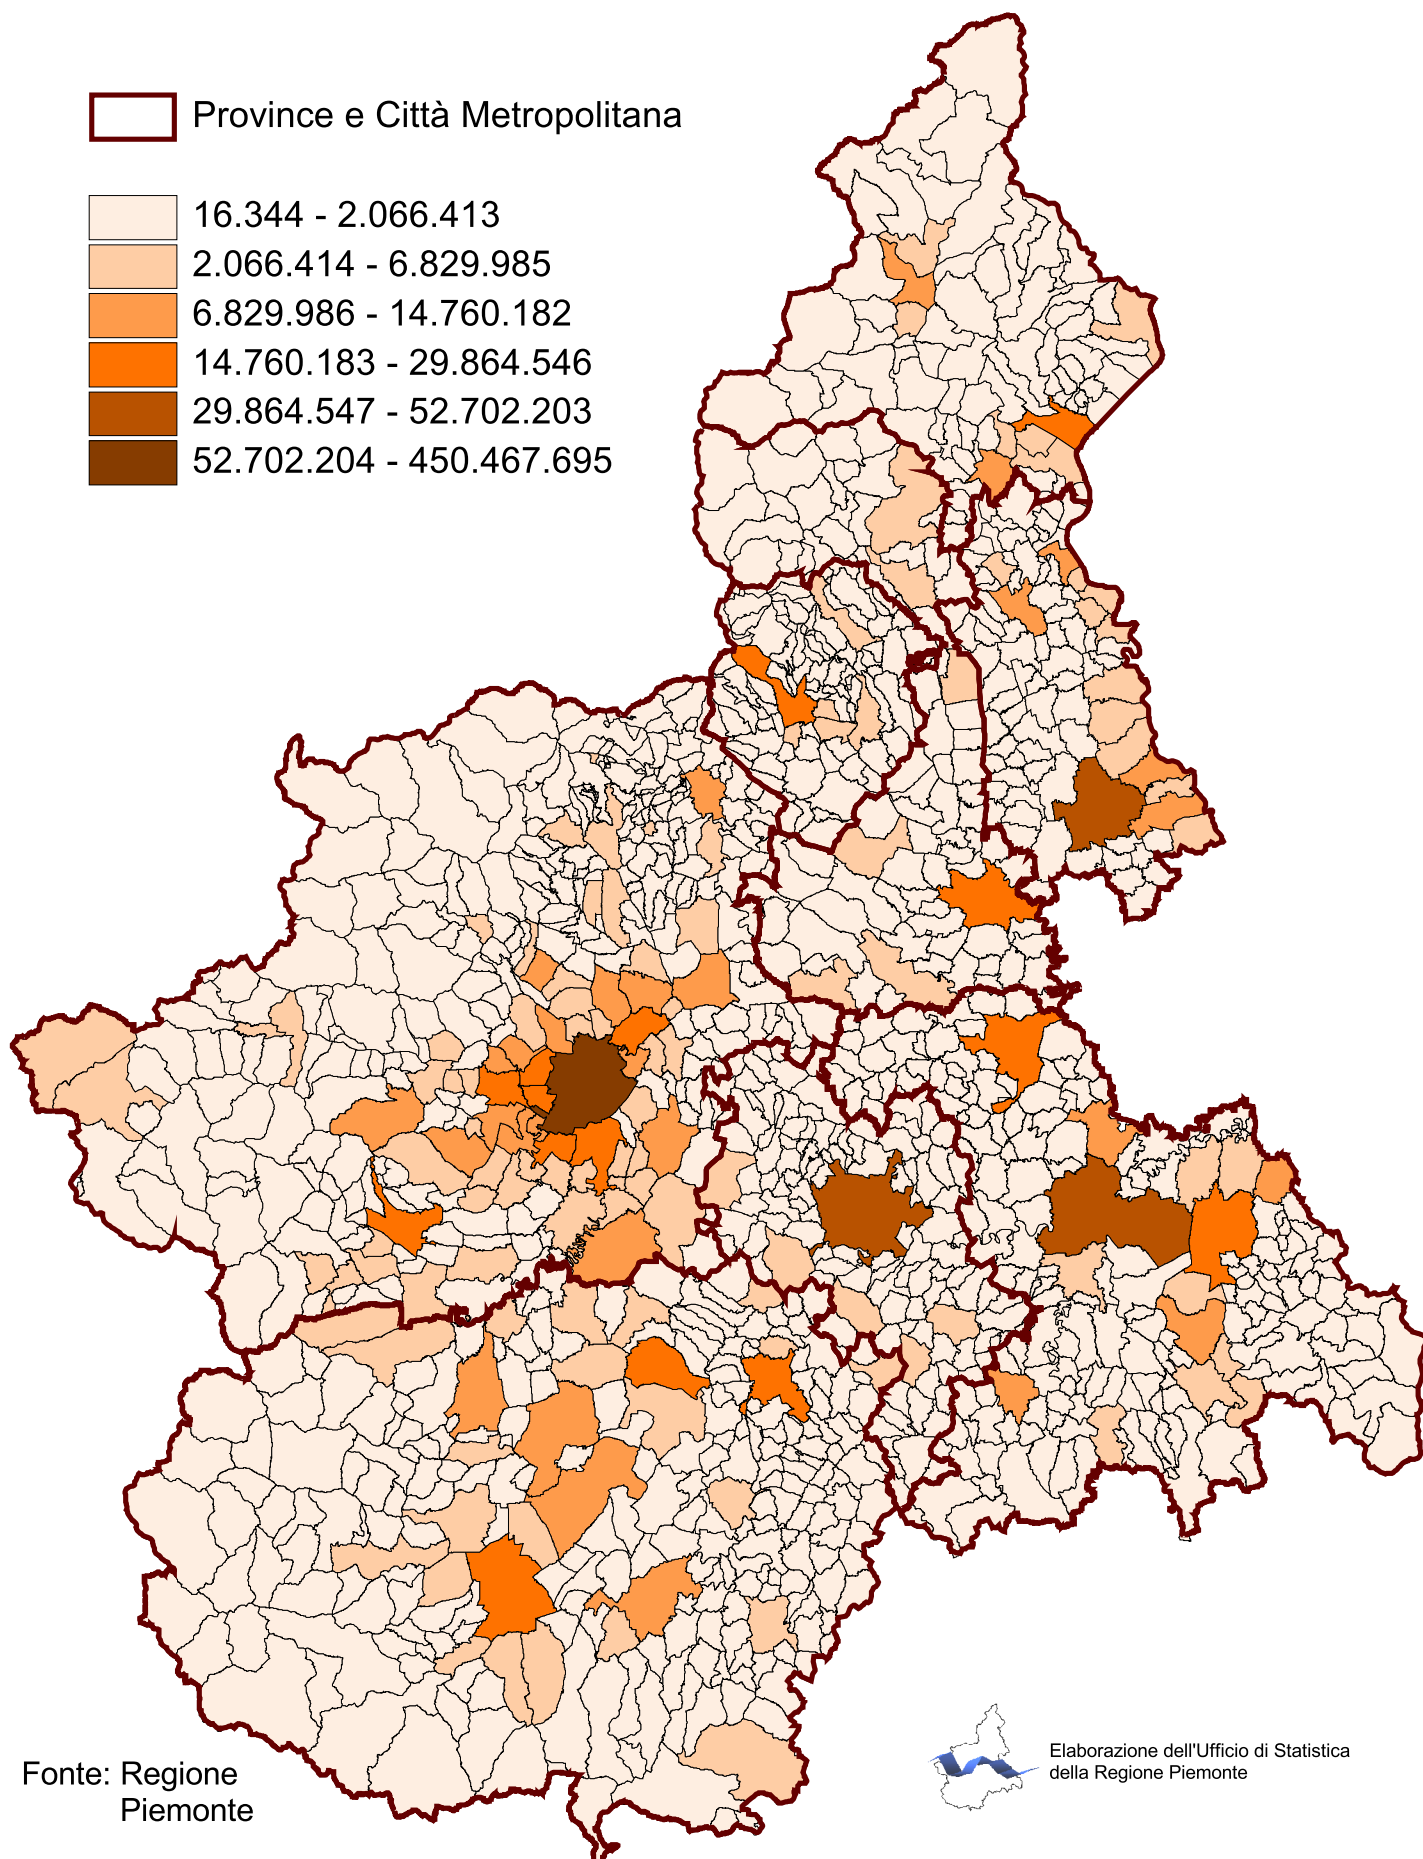 Province e Città Metropolitana
16.344 - 2.066.413
2.066.414 - 6.829.985
6.829.986 - 14.760.182
14.760.183 - 29.864.546
29.864.547 - 52.702.203
52.702.204 - 450.467.695
Fonte: Regione
Piemonte
Elaborazione dell'Ufficio di Statistica
della Regione Piemonte